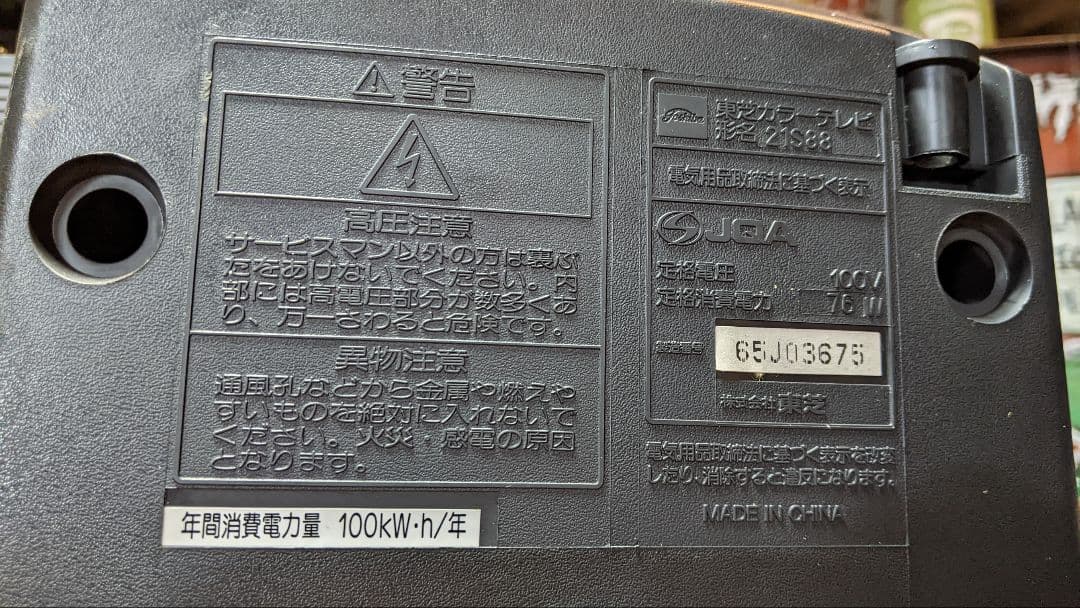 警告
高圧注意
サービスマン以外の方は裏ぶ
たをあけないでください。内
部には高電圧部分が数多くあ
り、万一さわると危険です。
異物注意
通風孔などから金属や燃えや
すいものを絶対に入れないで
ください。火災・感電の原因
となります。
年間消費電力量 100kW·h/年
Toshiba
東芝カラーテレビ
形名 21S88
電気用品取締法に基づく表示
JQA
定格電圧 100V
定格消費電力 76W
製造番号 65J03675
株式会社 東芝
電気用品取締法に基づく表示を改変
したり、消除すると違反になります。
MADE IN CHINA